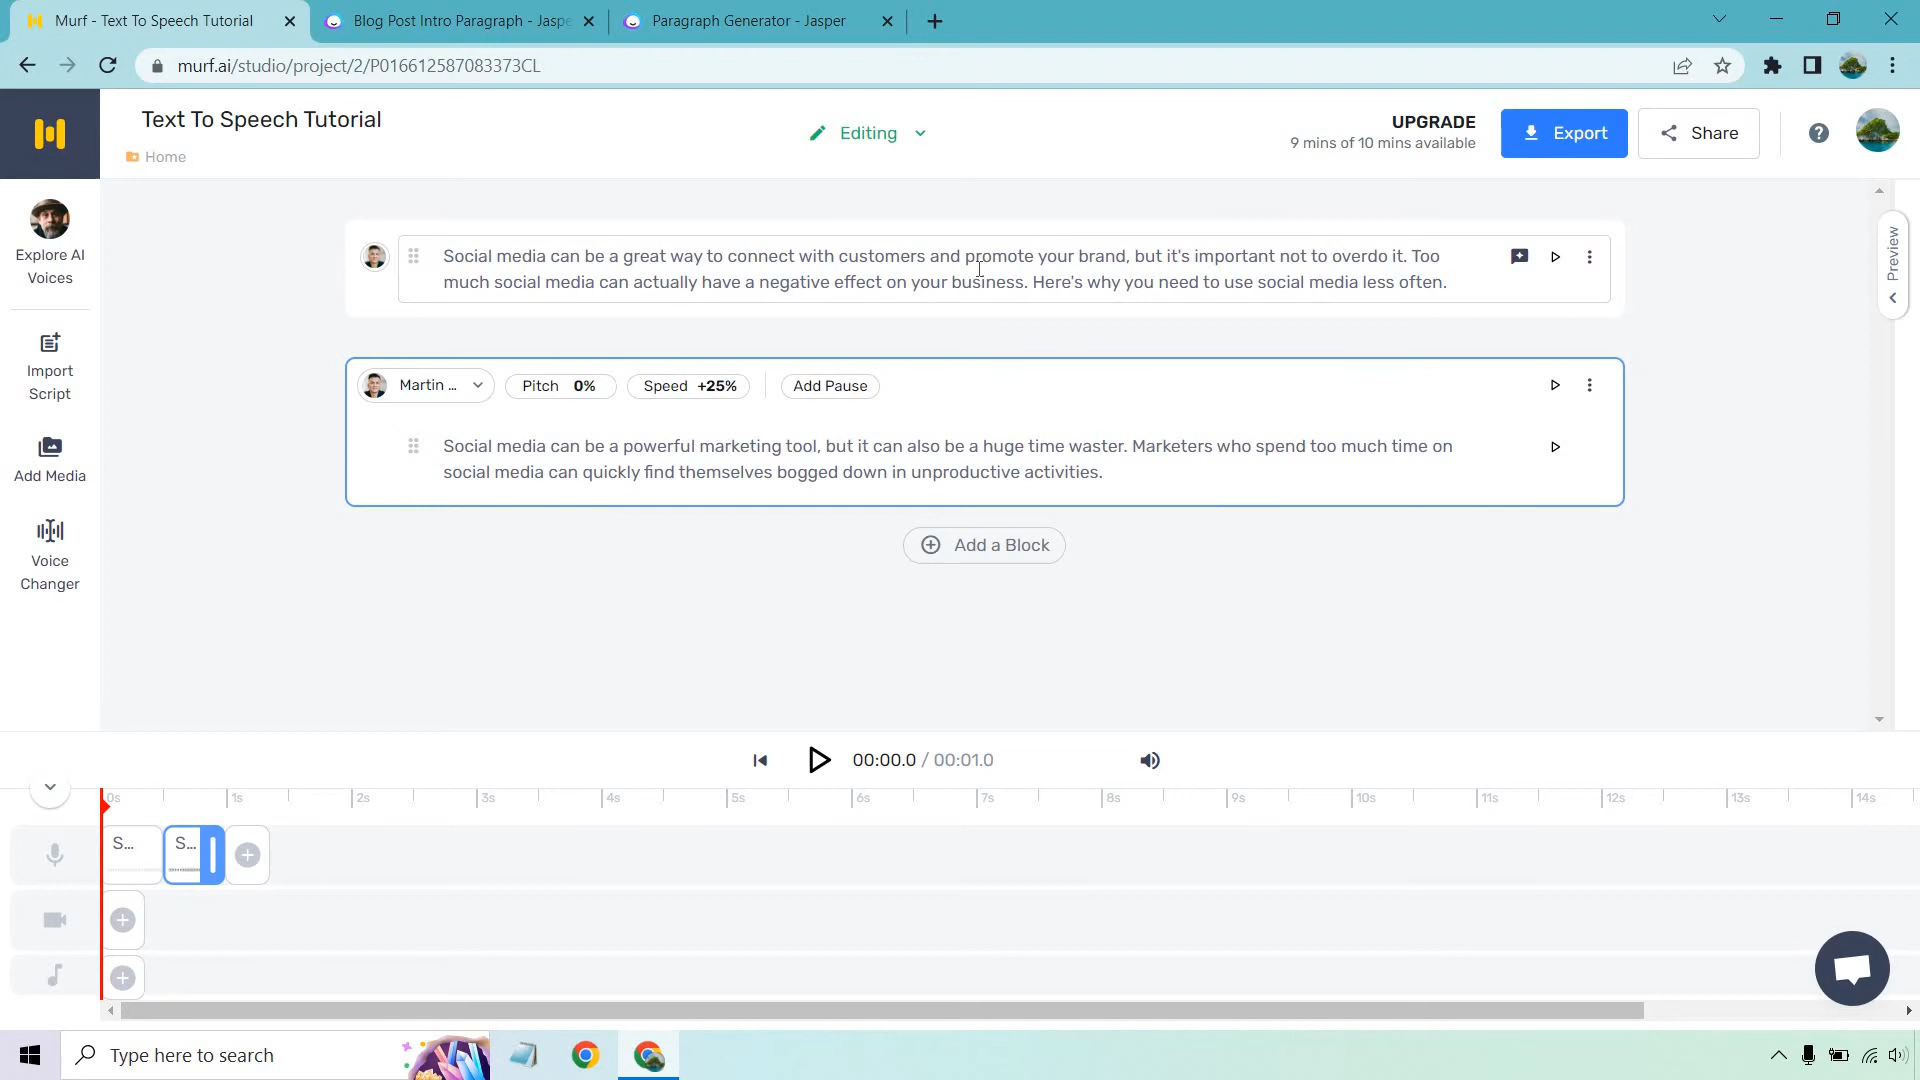 Murf - Text To Speech Tutorial
Blog Post Intro Paragraph - Jaspe
Paragraph Generator - Jasper
murf.ai/studio/project/2/P016612587083373CL
Text To Speech Tutorial
Home
Editing
UPGRADE
9 mins of 10 mins available
Export
Share
Explore AI
Voices
Import
Script
Add Media
Voice
Changer
Preview
Social media can be a great way to connect with customers and promote your brand, but it's important not to overdo it. Too
much social media can actually have a negative effect on your business. Here's why you need to use social media less often.
Martin ...
Pitch 0%
Speed +25%
Add Pause
Social media can be a powerful marketing tool, but it can also be a huge time waster. Marketers who spend too much time on
social media can quickly find themselves bogged down in unproductive activities.
Add a Block
00:00.0 / 00:01.0
0s 1s 2s 3s 4s 5s 6s 7s 8s 9s 10s 11s 12s 13s 14s
S... S...
Type here to search